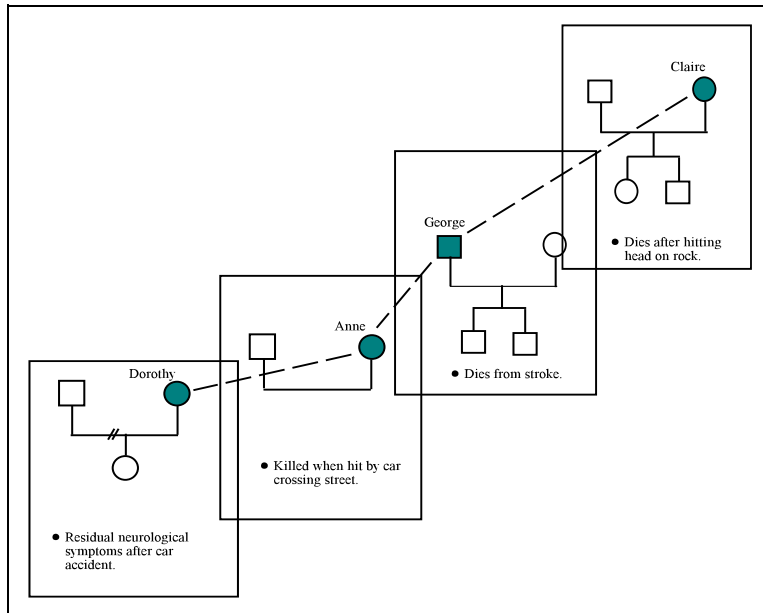 Claire
• Dies after hitting
head on rock.
George
• Dies from stroke.
Anne
• Killed when hit by car
crossing street.
Dorothy
• Residual neurological
symptoms after car
accident.